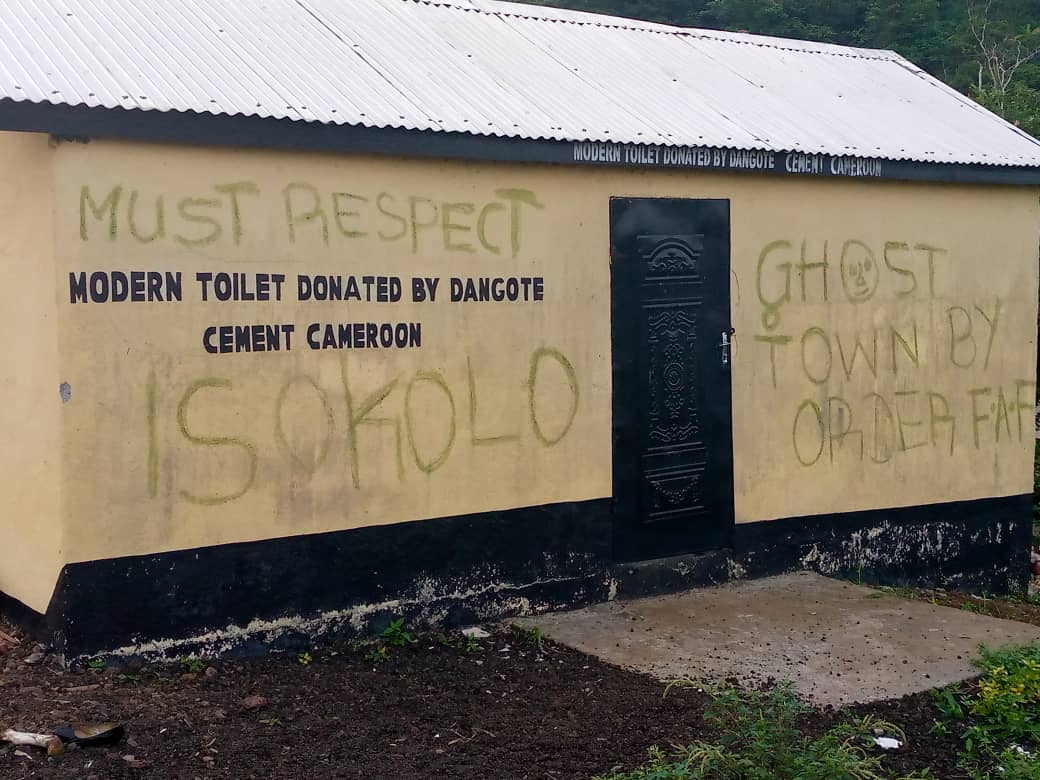 MODERN TOILET DONATED BY DANGOTE CEMENT CAMEROON
MUST RESPECT
MODERN TOILET DONATED BY DANGOTE
CEMENT CAMEROON
ISOKOLO
GHOST
TOWN BY
ORDER F.A.F